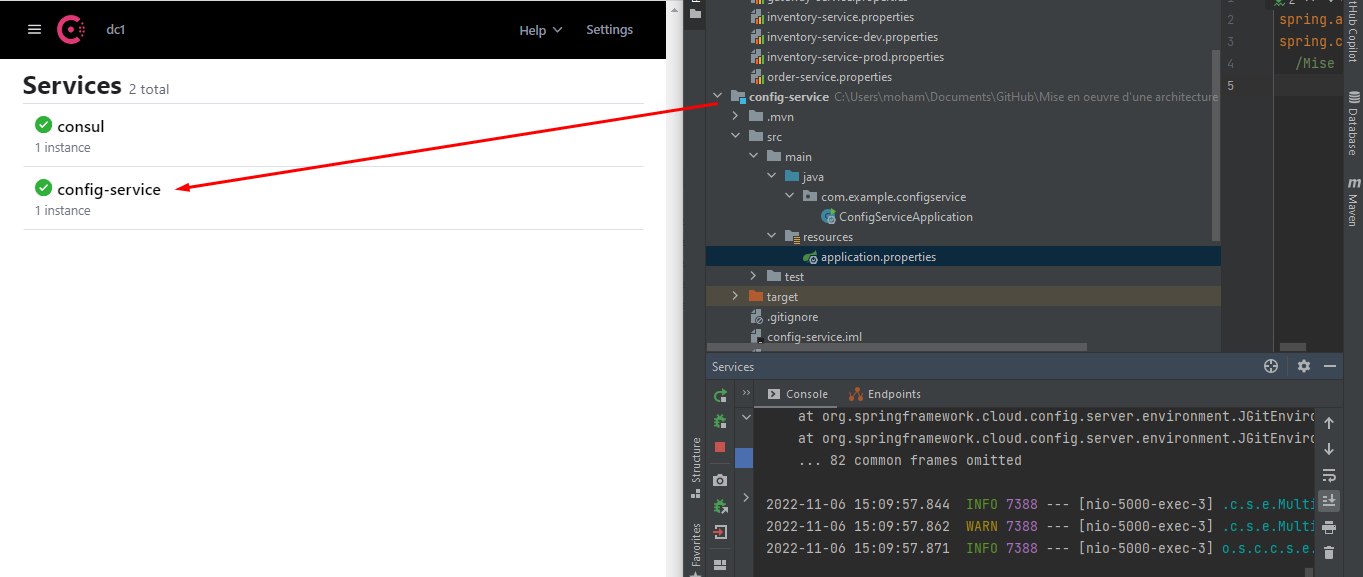 dc1
Help
Settings
Services 2 total
consul
1 instance
config-service
1 instance
inventory-service.properties
inventory-service-dev.properties
inventory-service-prod.properties
order-service.properties
config-service C:\Users\moham\Documents\GitHub\Mise en oeuvre d'une architecture
.mvn
src
main
java
com.example.configservice
ConfigServiceApplication
resources
application.properties
test
target
.gitignore
config-service.iml
2
2 spring.a
3 spring.c
4 /Mise
5
GitHub Copilot
Database
Maven
Services
Console
Endpoints
Structure
Favorites
at org.springframework.cloud.config.server.environment.JGitEnviro
at org.springframework.cloud.config.server.environment.JGitEnviro
... 82 common frames omitted
2022-11-06 15:09:57.844 INFO 7388 --- [nio-5000-exec-3] .c.s.e.Multi
2022-11-06 15:09:57.862 WARN 7388 --- [nio-5000-exec-3] .c.s.e.Multi
2022-11-06 15:09:57.871 INFO 7388 --- [nio-5000-exec-3] o.s.c.c.s.e.